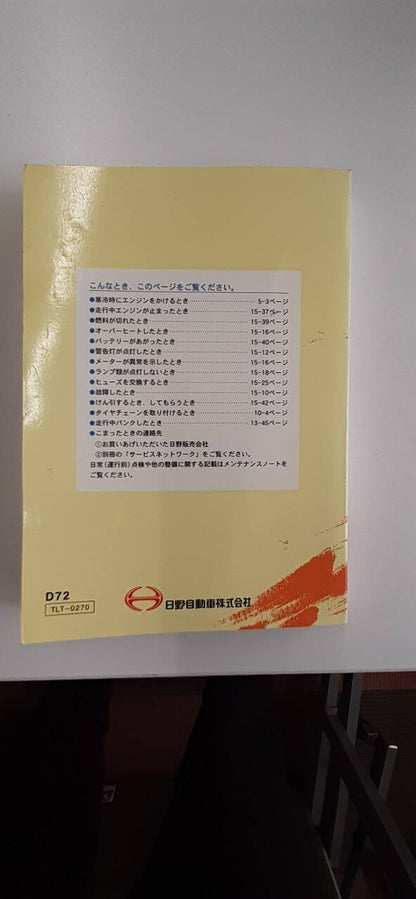 こんなとき、このページをご覧ください。
●寒冷時にエンジンをかけるとき 5-3ページ
●走行中エンジンが止まったとき 15-37ページ
●燃料が切れたとき 15-39ページ
●オーバーヒートしたとき 15-16ページ
●バッテリーがあがったとき 15-40ページ
●警告灯が点灯したとき 15-12ページ
●メーターが異常を示したとき 15-16ページ
●ランプ類が点灯しないとき 15-18ページ
●ヒューズを交換するとき 15-25ページ
●故障したとき 15-10ページ
●けん引するとき、してもらうとき 15-42ページ
●タイヤチェーンを取り付けるとき 10-4ページ
●走行中パンクしたとき 13-45ページ
●こまったときの連絡先
①お買いあげいただいた日野販売会社
②別冊の「サービスネットワーク」をご覧ください。
日常(運行前)点検や他の整備に関する記載はメンテナンスノートを
ご覧ください。
D72
TLT-0270
日野自動車株式会社